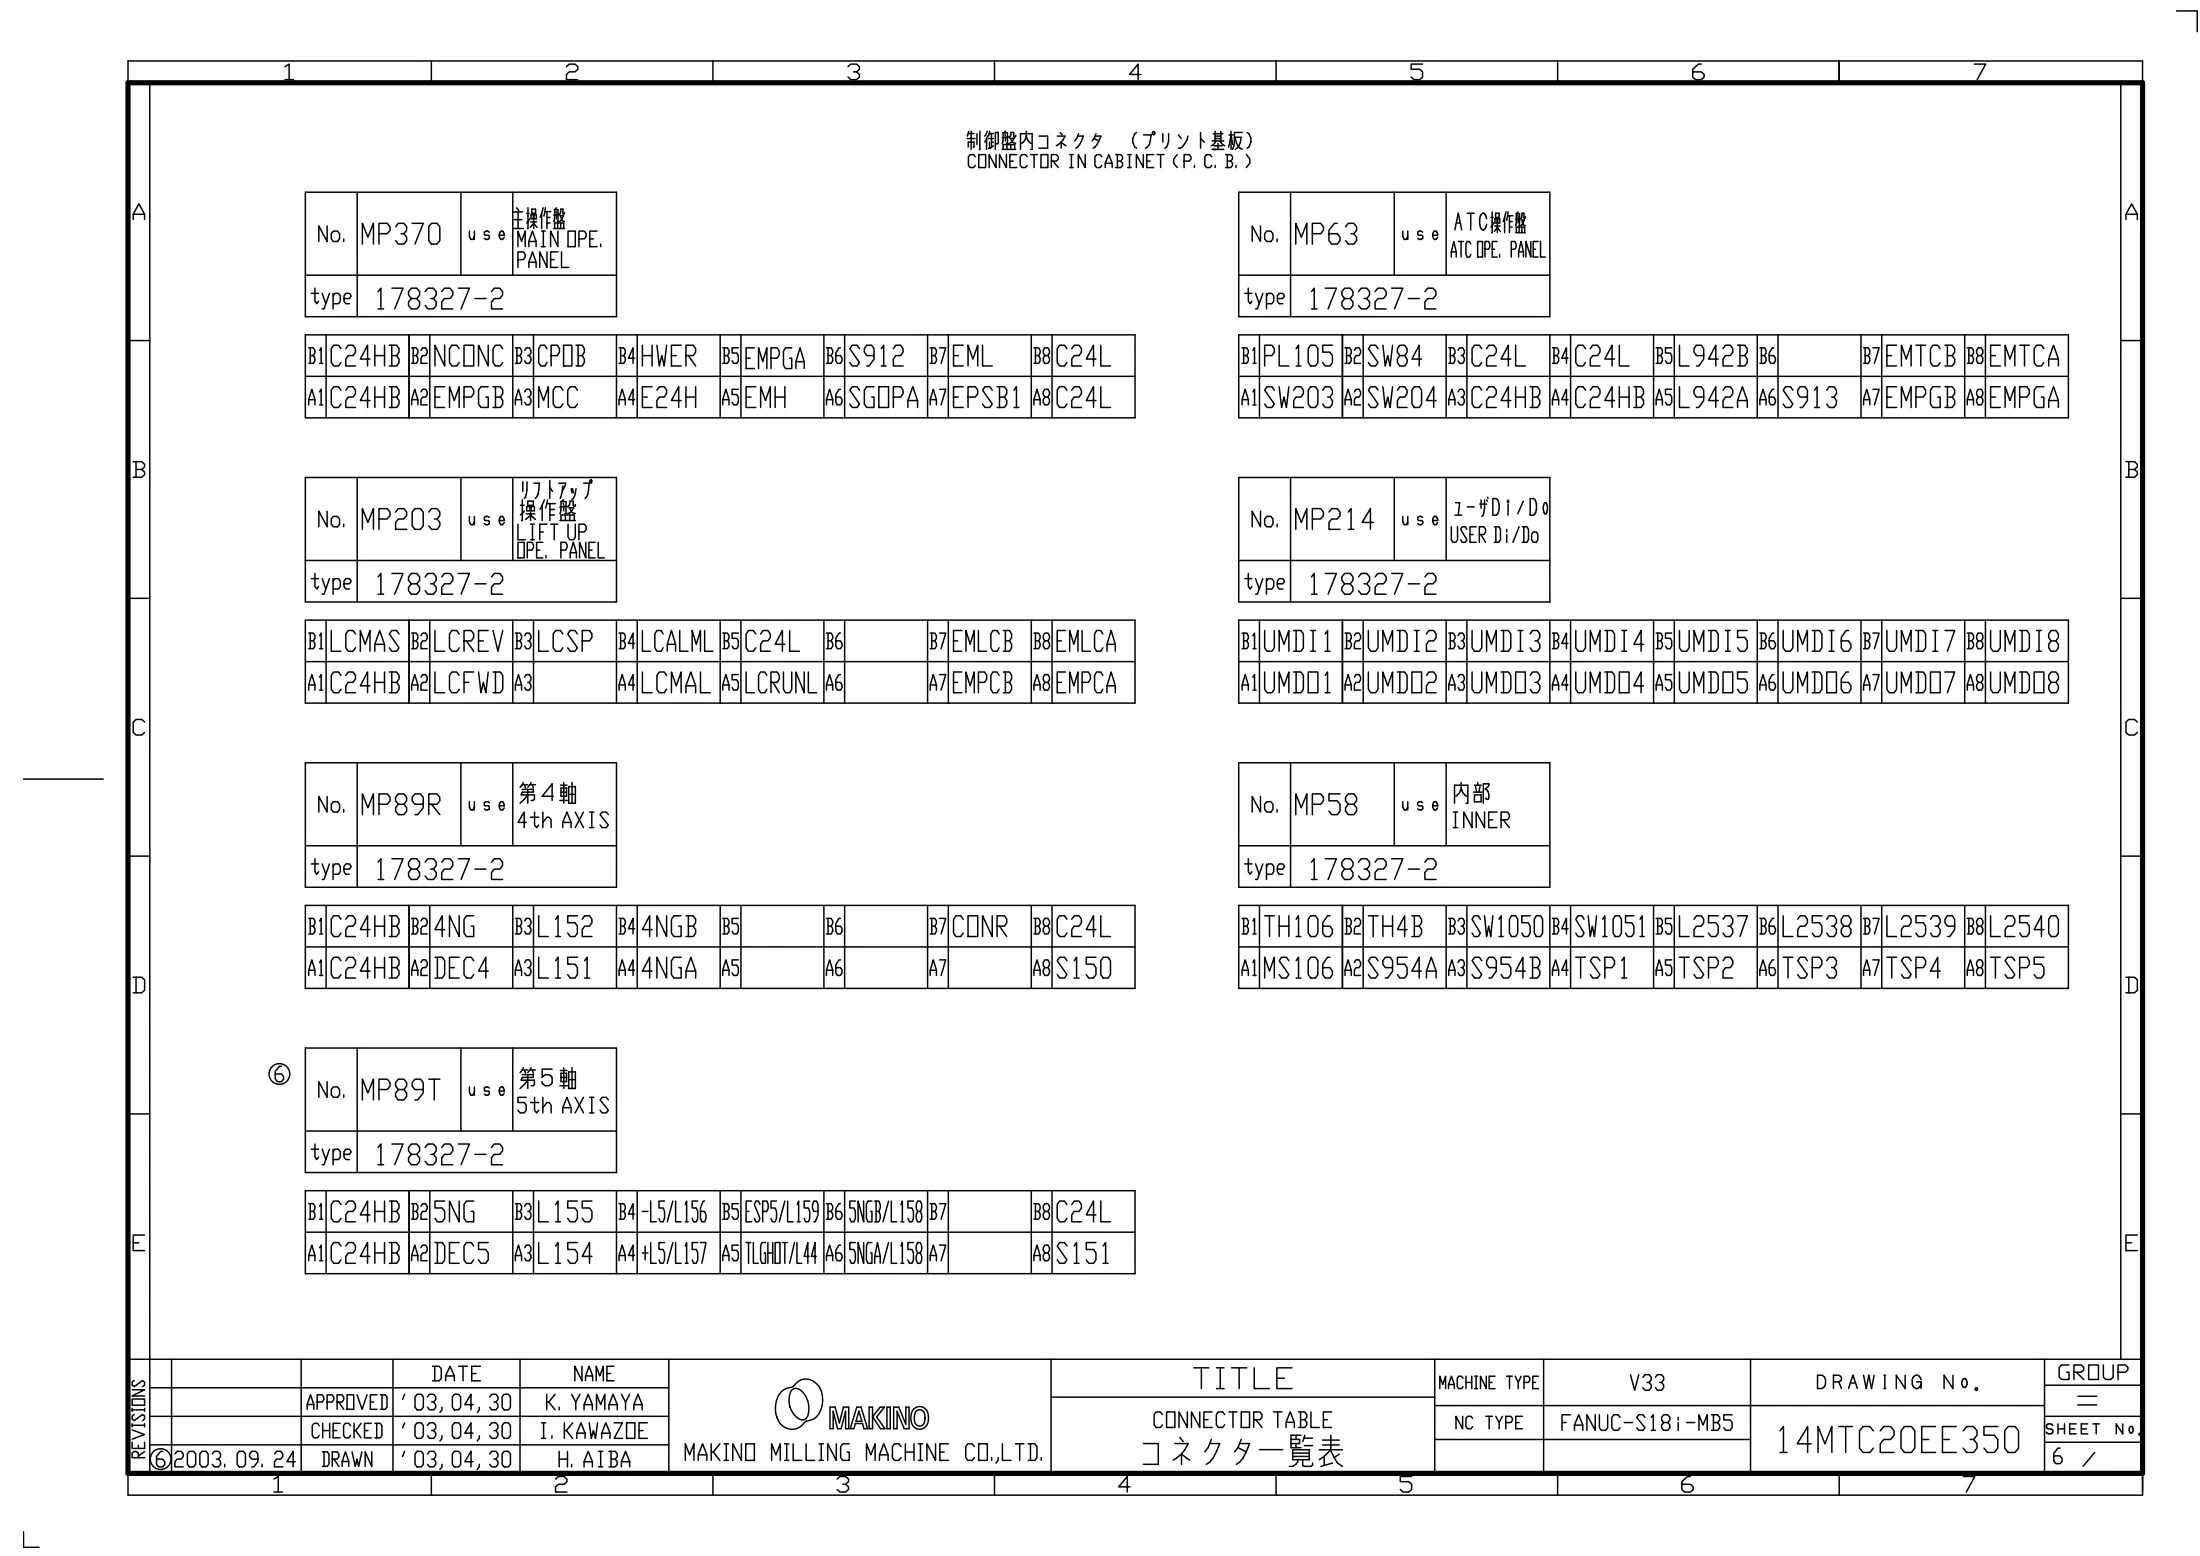 1 2 3 4 5 6 7
制御盤内コネクタ （プリント基板）
CONNECTOR IN CABINET (P. C. B. )
A A
B B
C C
D D
E E
No. MP370 use 主操作盤
MAIN OPE.
PANEL
type 178327-2
B1 C24HB B2 NCONC B3 CPOB B4 HWER B5 EMPGA B6 S912 B7 EML B8 C24L
A1 C24HB A2 EMPGB A3 MCC A4 E24H A5 EMH A6 SGOPA A7 EPSB1 A8 C24L
No. MP63 use ATC操作盤
ATC OPE. PANEL
type 178327-2
B1 PL105 B2 SW84 B3 C24L B4 C24L B5 L942B B6 B7 EMTCB B8 EMTCA
A1 SW203 A2 SW204 A3 C24HB A4 C24HB A5 L942A A6 S913 A7 EMPGB A8 EMPGA
No. MP203 use リフトアップ
操作盤
LIFT UP
OPE. PANEL
type 178327-2
B1 LCMAS B2 LCREV B3 LCSP B4 LCALML B5 C24L B6 B7 EMLCB B8 EMLCA
A1 C24HB A2 LCFWD A3 A4 LCMAL A5 LCRUNL A6 A7 EMPCB A8 EMPCA
No. MP214 use ユーザDi/Do
USER Di/Do
type 178327-2
B1 UMDI1 B2 UMDI2 B3 UMDI3 B4 UMDI4 B5 UMDI5 B6 UMDI6 B7 UMDI7 B8 UMDI8
A1 UMDO1 A2 UMDO2 A3 UMDO3 A4 UMDO4 A5 UMDO5 A6 UMDO6 A7 UMDO7 A8 UMDO8
No. MP89R use 第４軸
4th AXIS
type 178327-2
B1 C24HB B2 4NG B3 L152 B4 4NGB B5 B6 B7 CONR B8 C24L
A1 C24HB A2 DEC4 A3 L151 A4 4NGA A5 A6 A7 A8 S150
No. MP58 use 内部
INNER
type 178327-2
B1 TH106 B2 TH4B B3 SW1050 B4 SW1051 B5 L2537 B6 L2538 B7 L2539 B8 L2540
A1 MS106 A2 S954A A3 S954B A4 TSP1 A5 TSP2 A6 TSP3 A7 TSP4 A8 TSP5
⑥
No. MP89T use 第５軸
5th AXIS
type 178327-2
B1 C24HB B2 5NG B3 L155 B4 -L5/L156 B5 ESP5/L159 B6 5NGB/L158 B7 B8 C24L
A1 C24HB A2 DEC5 A3 L154 A4 +L5/L157 A5 TLGHOT/L44 A6 5NGA/L158 A7 A8 S151
REVISIONS
⑥2003. 09. 24
DATE NAME
APPROVED '03,04,30 K. YAMAYA
CHECKED '03,04,30 I. KAWAZOE
DRAWN '03,04,30 H. AIBA
MAKINO
MAKINO MILLING MACHINE CO.,LTD.
TITLE
CONNECTOR TABLE
コネクタ一覧表
MACHINE TYPE V33
NC TYPE FANUC-S18i-MB5
DRAWING No.
14MTC20EE350
GROUP
=
SHEET No.
6 /
1 2 3 4 5 6 7